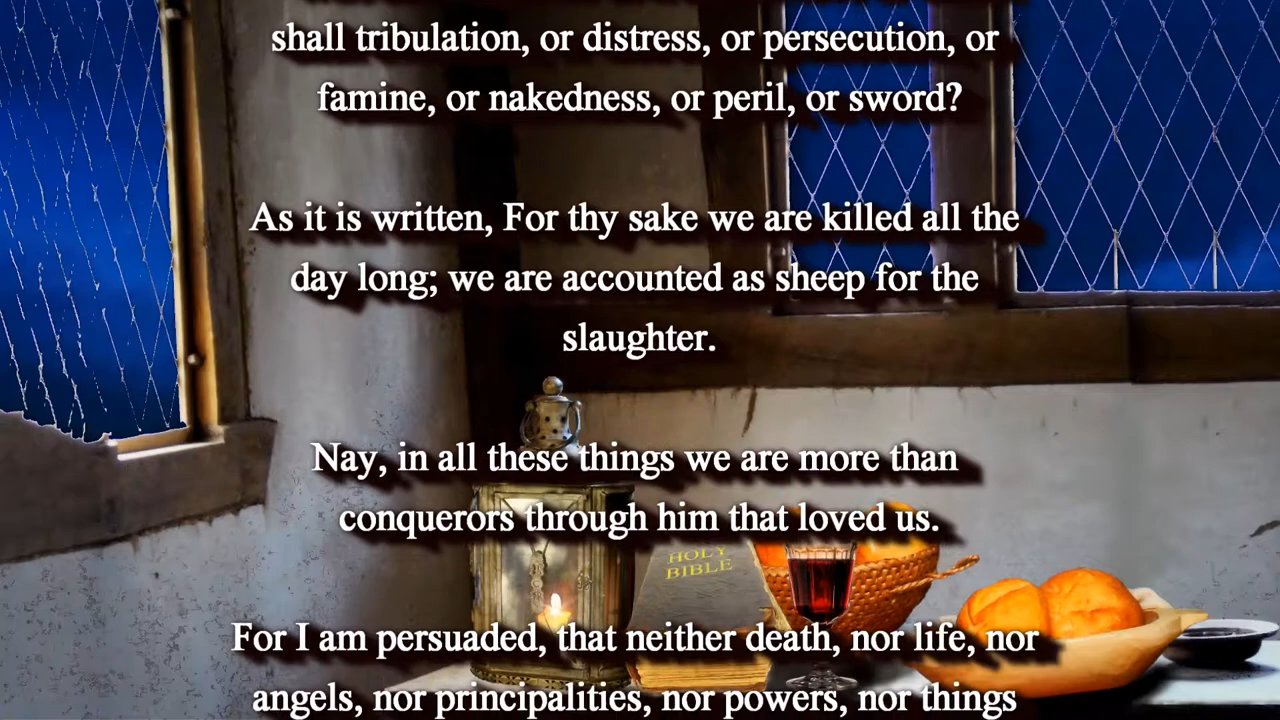 shall tribulation, or distress, or persecution, or
famine, or nakedness, or peril, or sword?
As it is written, For thy sake we are killed all the
day long; we are accounted as sheep for the
slaughter.
Nay, in all these things we are more than
conquerors through him that loved us.
HOLY
BIBLE
For I am persuaded, that neither death, nor life, nor
angels, nor principalities, nor powers, nor things